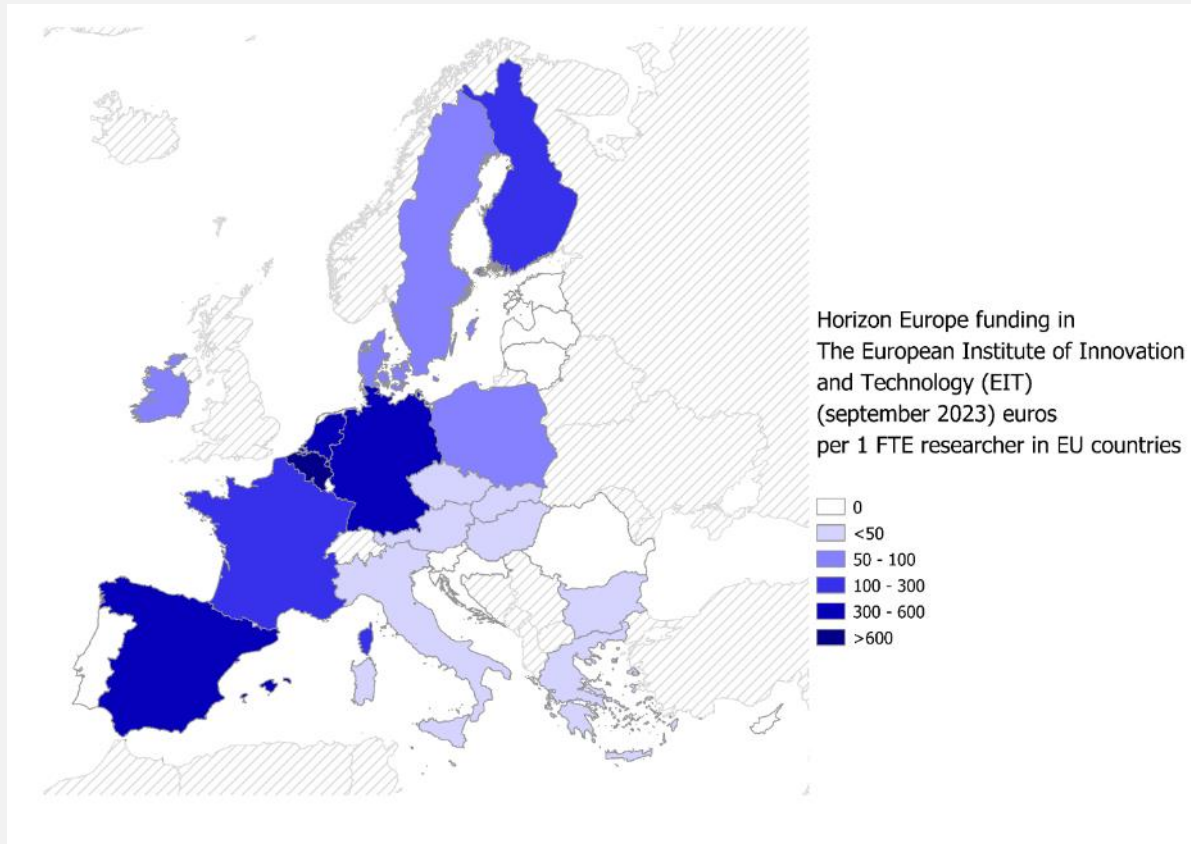 Horizon Europe funding in
The European Institute of Innovation
and Technology (EIT)
(september 2023) euros
per 1 FTE researcher in EU countries
0
<50
50 - 100
100 - 300
300 - 600
>600